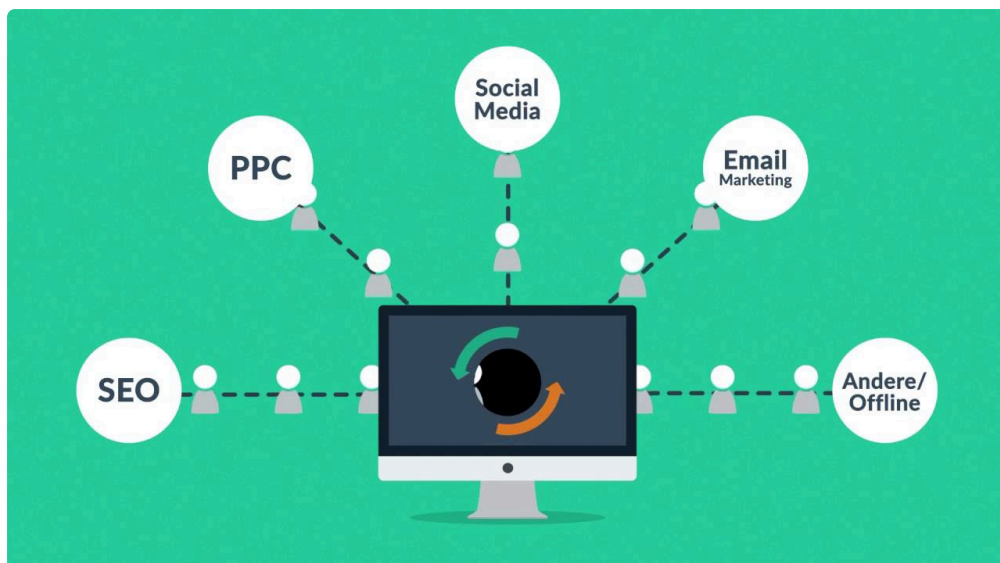 Social
Media
PPC
Email
Marketing
SEO
Andere/
Offline